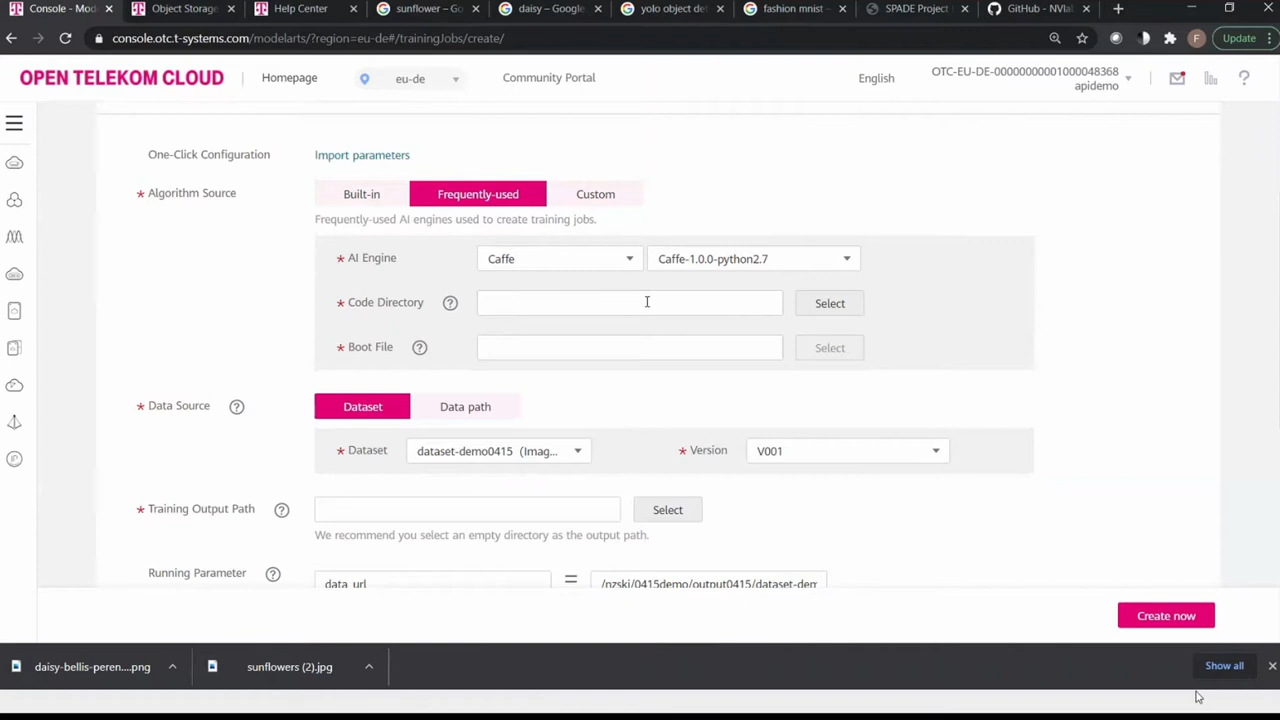 Console - Mode
Object Storage
Help Center
sunflower – Go
daisy – Google
yolo object det
fashion mnist –
SPADE Project
GitHub - NVlab
console.otc.t-systems.com/modelarts/?region=eu-de#/trainingJobs/create/
F
Update
OPEN TELEKOM CLOUD
Homepage
eu-de
Community Portal
English
OTC-EU-DE-00000000001000048368
apidemo
One-Click Configuration
Import parameters
* Algorithm Source
Built-in
Frequently-used
Custom
Frequently-used AI engines used to create training jobs.
* AI Engine
Caffe
Caffe-1.0.0-python2.7
* Code Directory
Select
* Boot File
Select
* Data Source
Dataset
Data path
* Dataset
dataset-demo0415 (Imag...
* Version
V001
* Training Output Path
Select
We recommend you select an empty directory as the output path.
Running Parameter
data_url
=
/nzski/0415demo/output0415/dataset-dem
Create now
daisy-bellis-peren....png
sunflowers (2).jpg
Show all